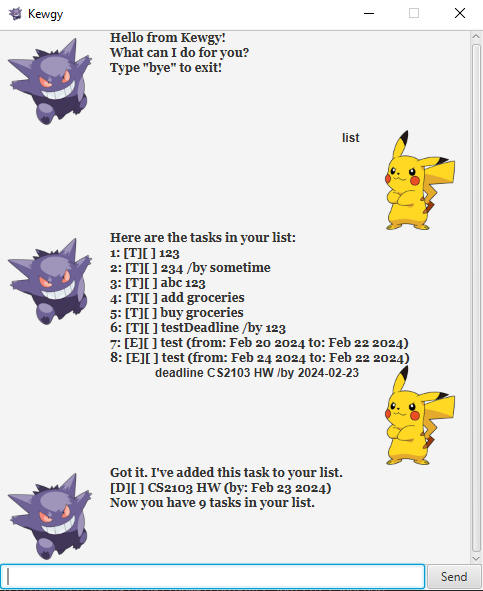 Kewgy
Hello from Kewgy!
What can I do for you?
Type "bye" to exit!
list
Here are the tasks in your list:
1: [T][ ] 123
2: [T][ ] 234 /by sometime
3: [T][ ] abc 123
4: [T][ ] add groceries
5: [T][ ] buy groceries
6: [T][ ] testDeadline /by 123
7: [E][ ] test (from: Feb 20 2024 to: Feb 22 2024)
8: [E][ ] test (from: Feb 24 2024 to: Feb 22 2024)
deadline CS2103 HW /by 2024-02-23
Got it. I've added this task to your list.
[D][ ] CS2103 HW (by: Feb 23 2024)
Now you have 9 tasks in your list.
Send